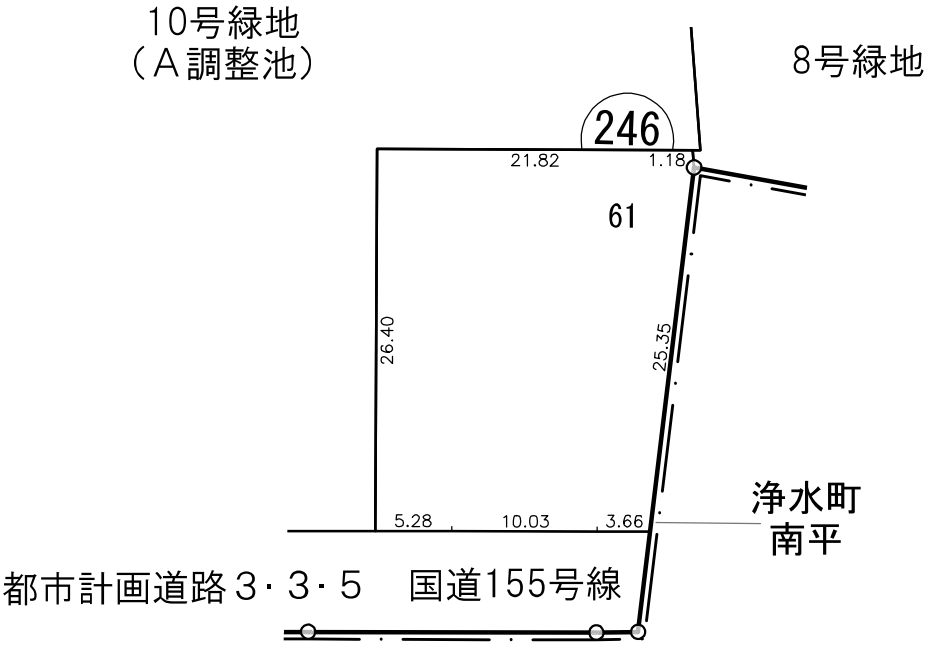 10号緑地
(A調整池)
8号緑地
246
21.82
1.18
61
26.40
25.35
5.28
10.03
3.66
浄水町
南平
都市計画道路3・3・5 国道155号線